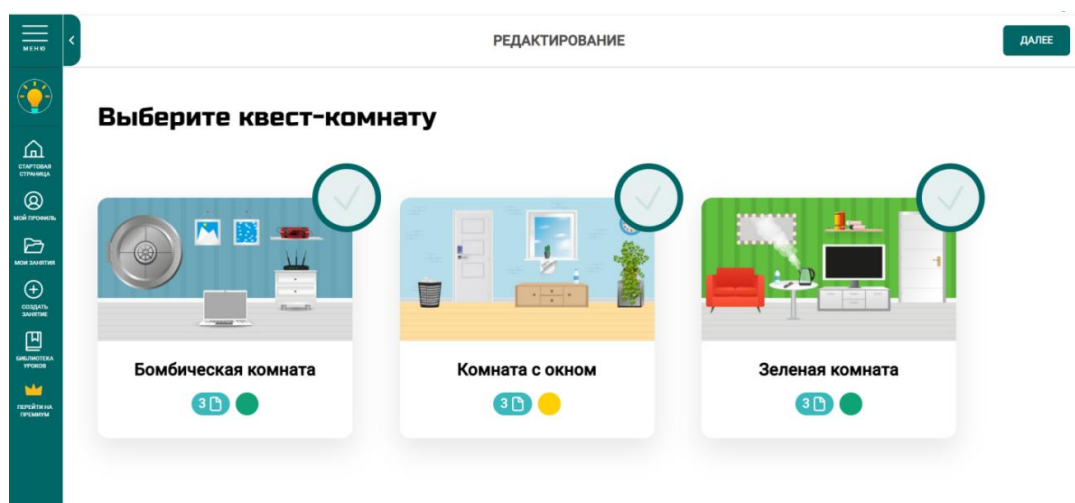 МЕНЮ
РЕДАКТИРОВАНИЕ
ДАЛЕЕ
Выберите квест-комнату
СТАРТОВАЯ
СТРАНИЦА
МОЙ ПРОФИЛЬ
МОИ ЗАНЯТИЯ
СОЗДАТЬ
ЗАНЯТИЕ
БИБЛИОТЕКА
УРОКОВ
ПЕРЕЙТИ НА
ПРЕМИУМ
Бомбическая комната
3
Комната с окном
3
Зеленая комната
3